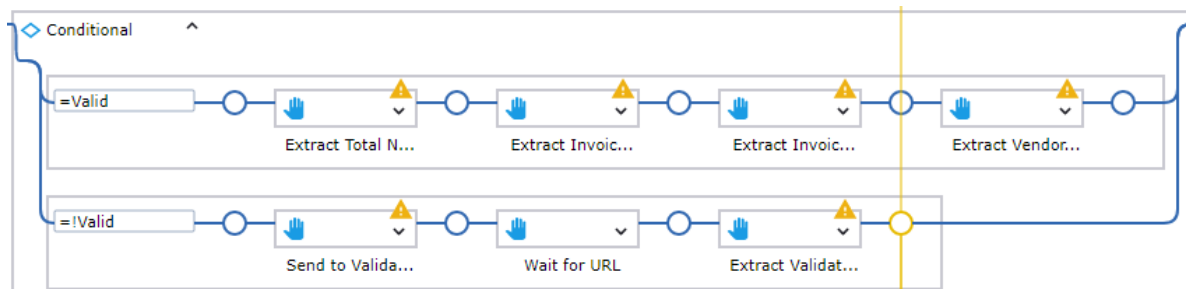 Conditional
=Valid
Extract Total N...
Extract Invoic...
Extract Invoic...
Extract Vendor...
=!Valid
Send to Valida...
Wait for URL
Extract Validat...